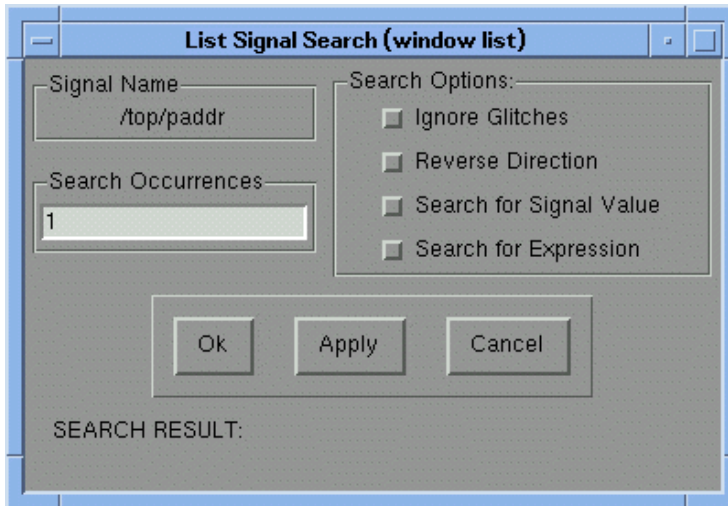 List Signal Search (window list)
Signal Name
/top/paddr
Search Occurrences
1
Search Options:
Ignore Glitches
Reverse Direction
Search for Signal Value
Search for Expression
Ok
Apply
Cancel
SEARCH RESULT: